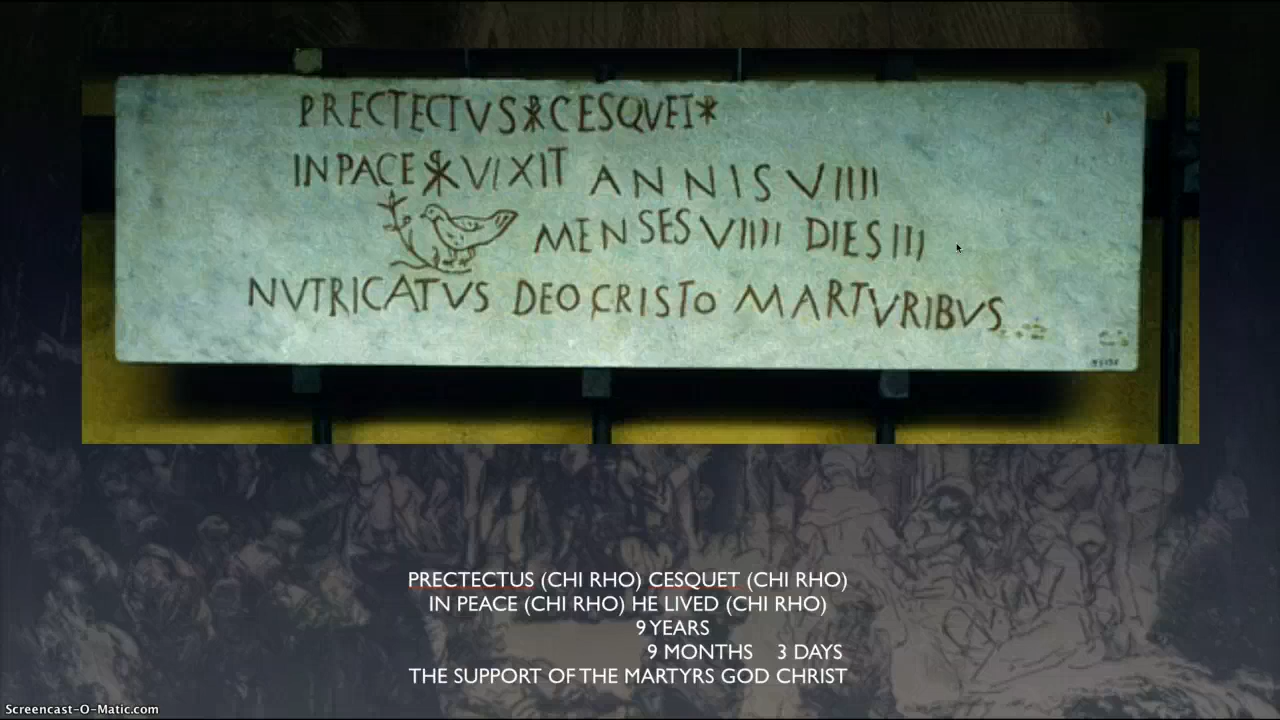 PRECTECTVS ☧ CESQVET ☧
IN PACE ☧ VIXIT ANNIS VIIII
MENSES VIIII DIES III
NVTRICATVS DEO CRISTO MARTVRIBVS
PRECTECTUS (CHI RHO) CESQUET (CHI RHO)
IN PEACE (CHI RHO) HE LIVED (CHI RHO)
9 YEARS
9 MONTHS 3 DAYS
THE SUPPORT OF THE MARTYRS GOD CHRIST
Screencast-O-Matic.com